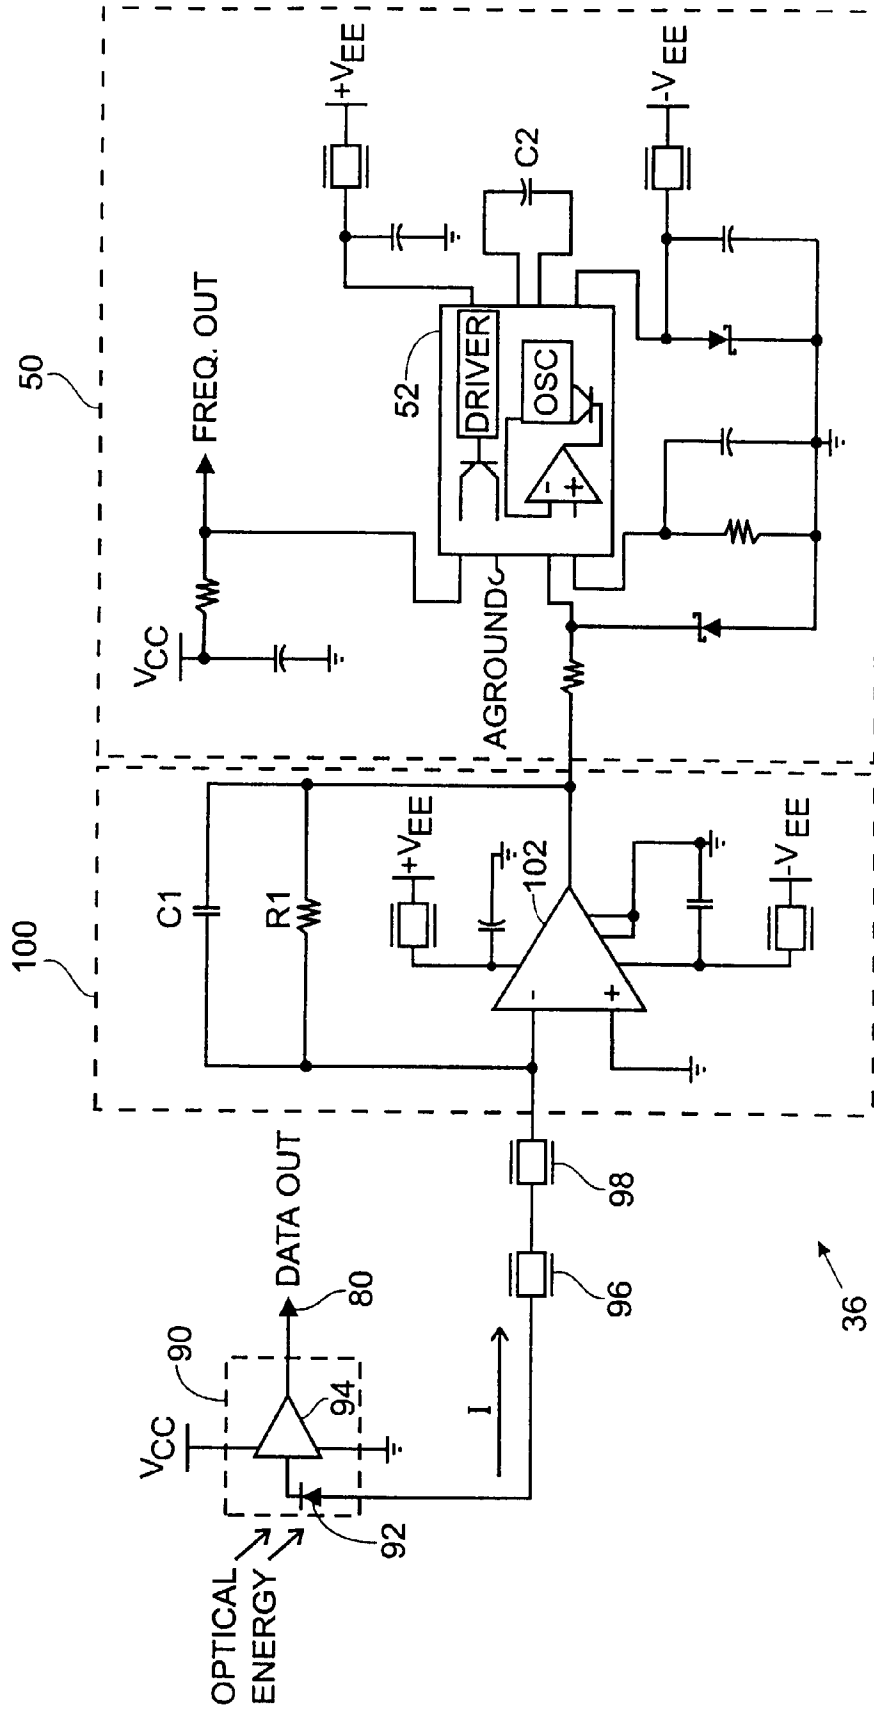 50
100
VCC
FREQ. OUT
+VEE
C1
R1
+VEE
102
-
+
-VEE
AGROUND
52
DRIVER
OSC
-
+
C2
-VEE
OPTICAL
ENERGY
VCC
90
94
92
DATA OUT
80
I
96
98
36